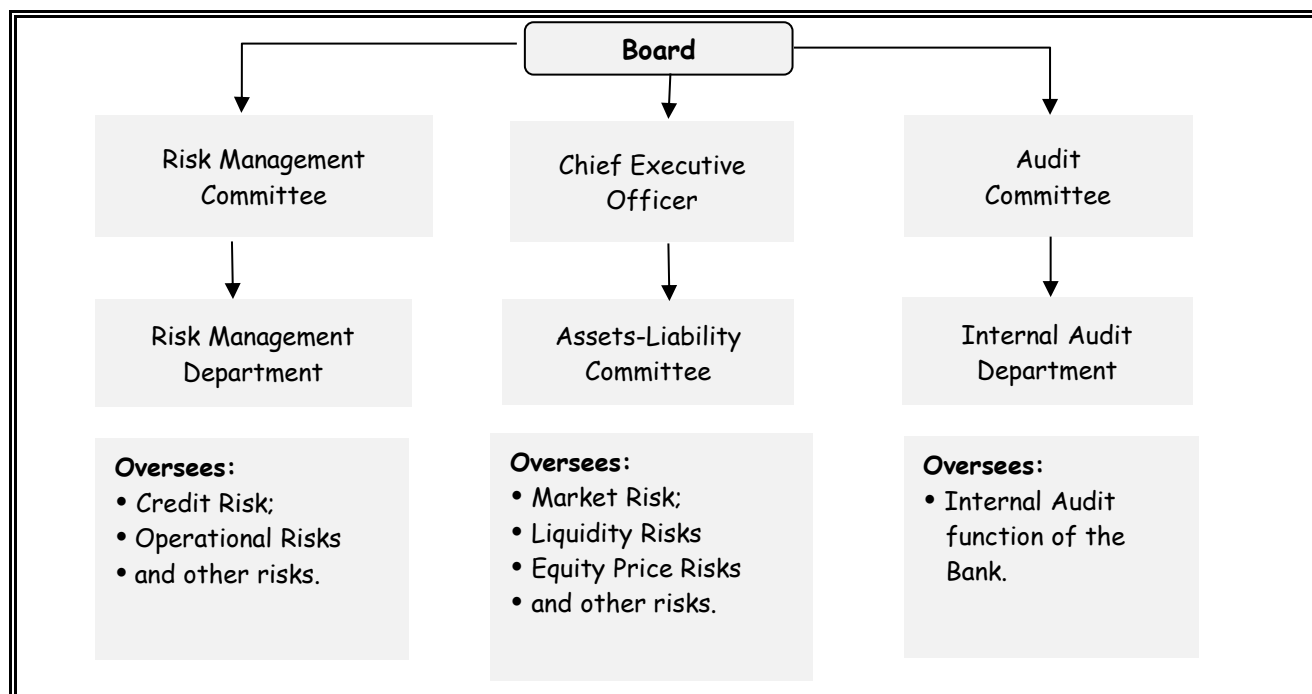 Board
Risk Management
Committee
Chief Executive
Officer
Audit
Committee
Risk Management
Department
Assets-Liability
Committee
Internal Audit
Department
Oversees:
• Credit Risk;
• Operational Risks
• and other risks.
Oversees:
• Market Risk;
• Liquidity Risks
• Equity Price Risks
• and other risks.
Oversees:
• Internal Audit
function of the
Bank.